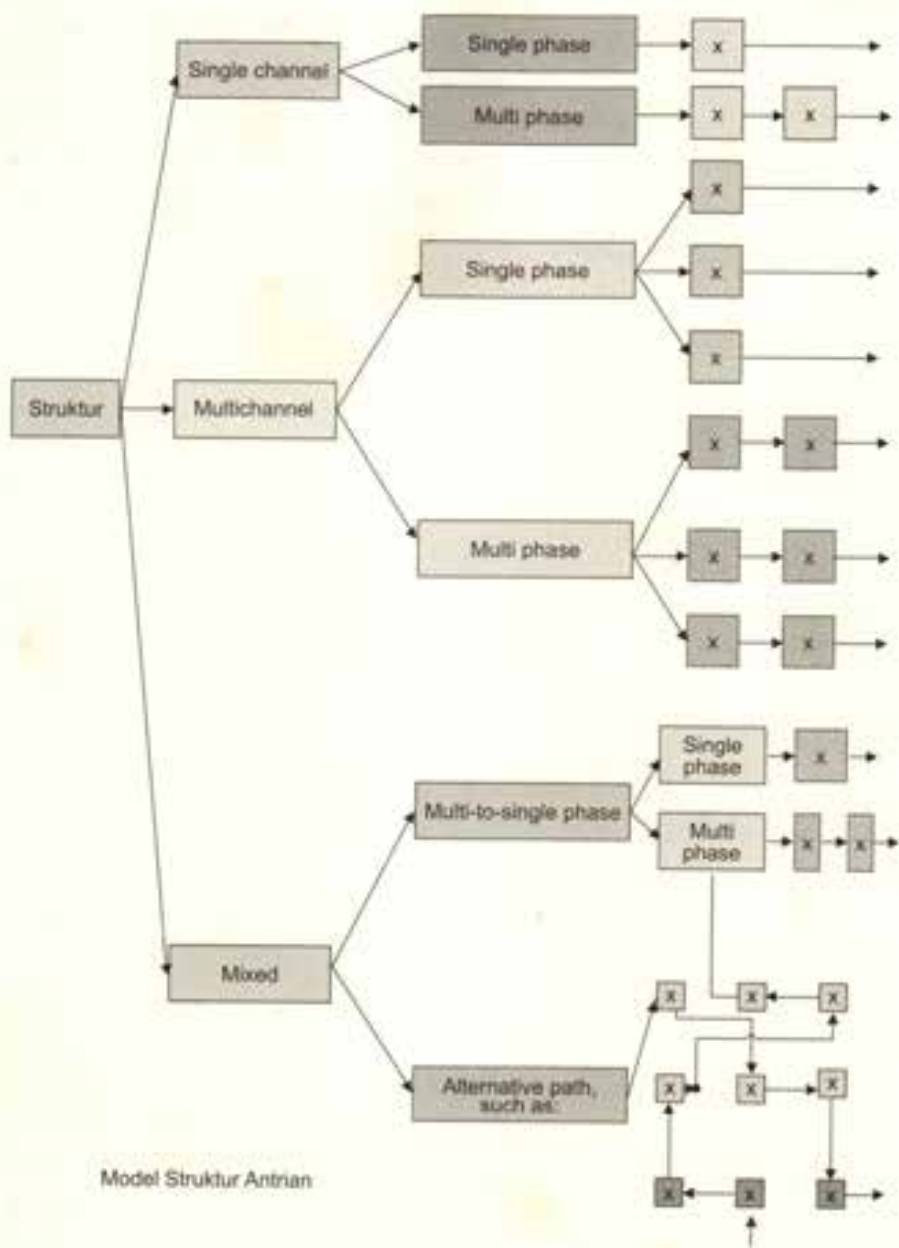 Single channel
Single phase
x
Multi phase
x x
x
Single phase
x
x
Struktur
Multichannel
x x
Multi phase
x x
x x
Single
phase
x
Multi-to-single phase
Multi
phase
x x
Mixed
x x x
Alternative path,
such as:
x x x
x x x
Model Struktur Antrian